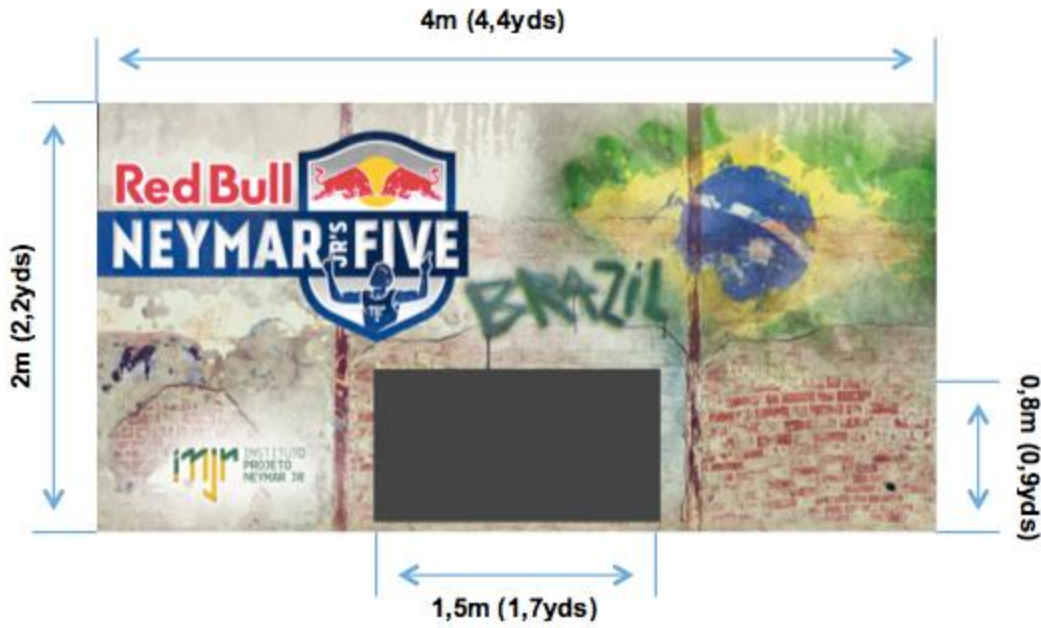 4m (4,4yds)
2m (2,2yds)
Red Bull
NEYMAR JR'S FIVE
BRAZIL
INSTITUTO
PROJETO
NEYMAR JR
imjr
0,8m (0,9yds)
1,5m (1,7yds)